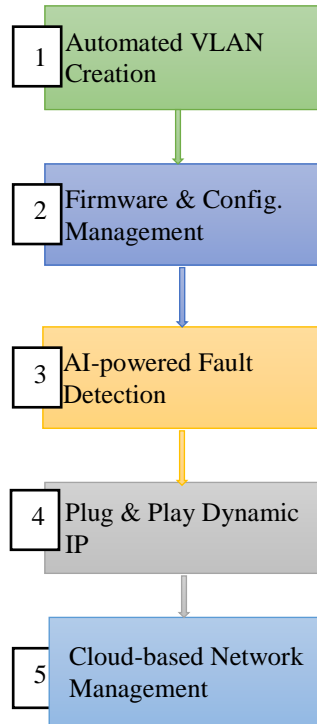 1
Automated VLAN
Creation
2
Firmware & Config.
Management
3
AI-powered Fault
Detection
4
Plug & Play Dynamic
IP
5
Cloud-based Network
Management